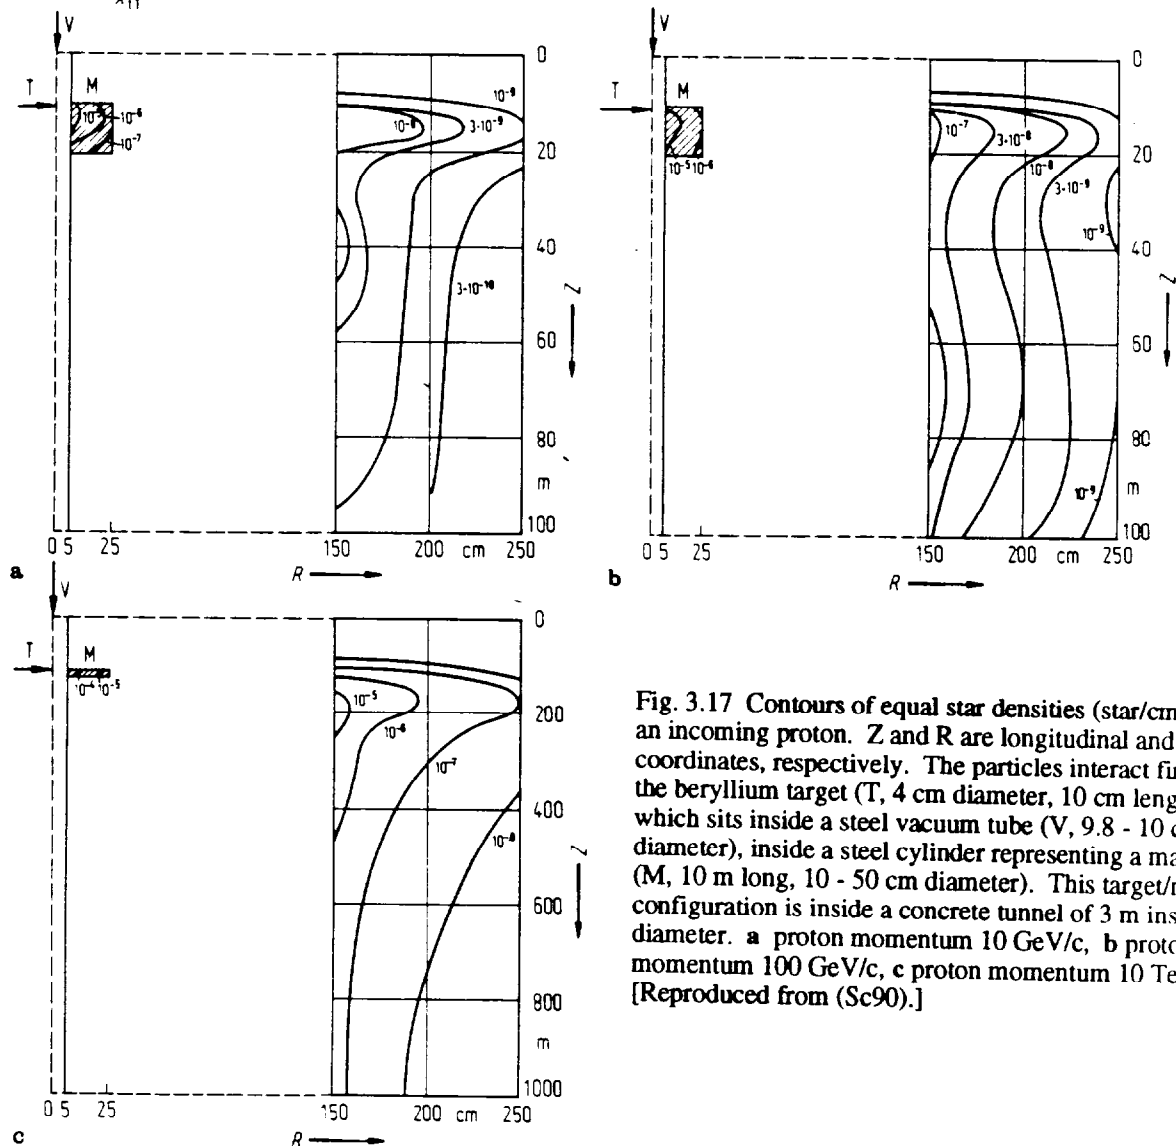 V
0
T
M
10⁻⁶
10⁻⁷
10⁻⁹
10⁻⁸
3·10⁻⁹
20
40
3·10⁻¹⁰
Z
60
80
m
100
0 5 25 150 200 cm 250
R
a
V
0
T
M
10⁻⁵ 10⁻⁶
10⁻⁹
10⁻⁷
3·10⁻⁸
10⁻⁸
3·10⁻⁹
20
10⁻⁹
40
Z
60
80
10⁻⁹
m
100
0 5 25 150 200 cm 250
R
b
V
0
T
M
10⁻⁴ 10⁻⁵
10⁻⁵
10⁻⁶
200
10⁻⁷
10⁻⁸
400
Z
600
800
m
1000
0 5 25 150 200 cm 250
R
c
Fig. 3.17 Contours of equal star densities (star/cm
an incoming proton. Z and R are longitudinal and
coordinates, respectively. The particles interact
the beryllium target (T, 4 cm diameter, 10 cm
which sits inside a steel vacuum tube (V, 9.8 - 10
diameter), inside a steel cylinder representing a
(M, 10 m long, 10 - 50 cm diameter). This
configuration is inside a concrete tunnel of 3 m
diameter. a proton momentum 10 GeV/c, b
momentum 100 GeV/c, c proton momentum 10
[Reproduced from (Sc90).]